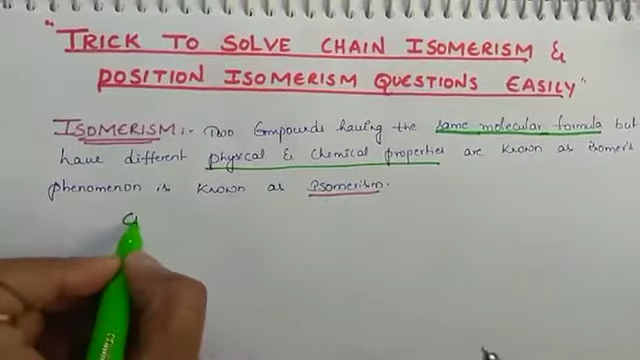 "TRICK TO SOLVE CHAIN ISOMERISM &
POSITION ISOMERISM QUESTIONS EASILY"
ISOMERISM:- Two Compounds having the same molecular formula but
have different physical & chemical properties are known as isomer's
phenomenon is known as Isomerism.
C